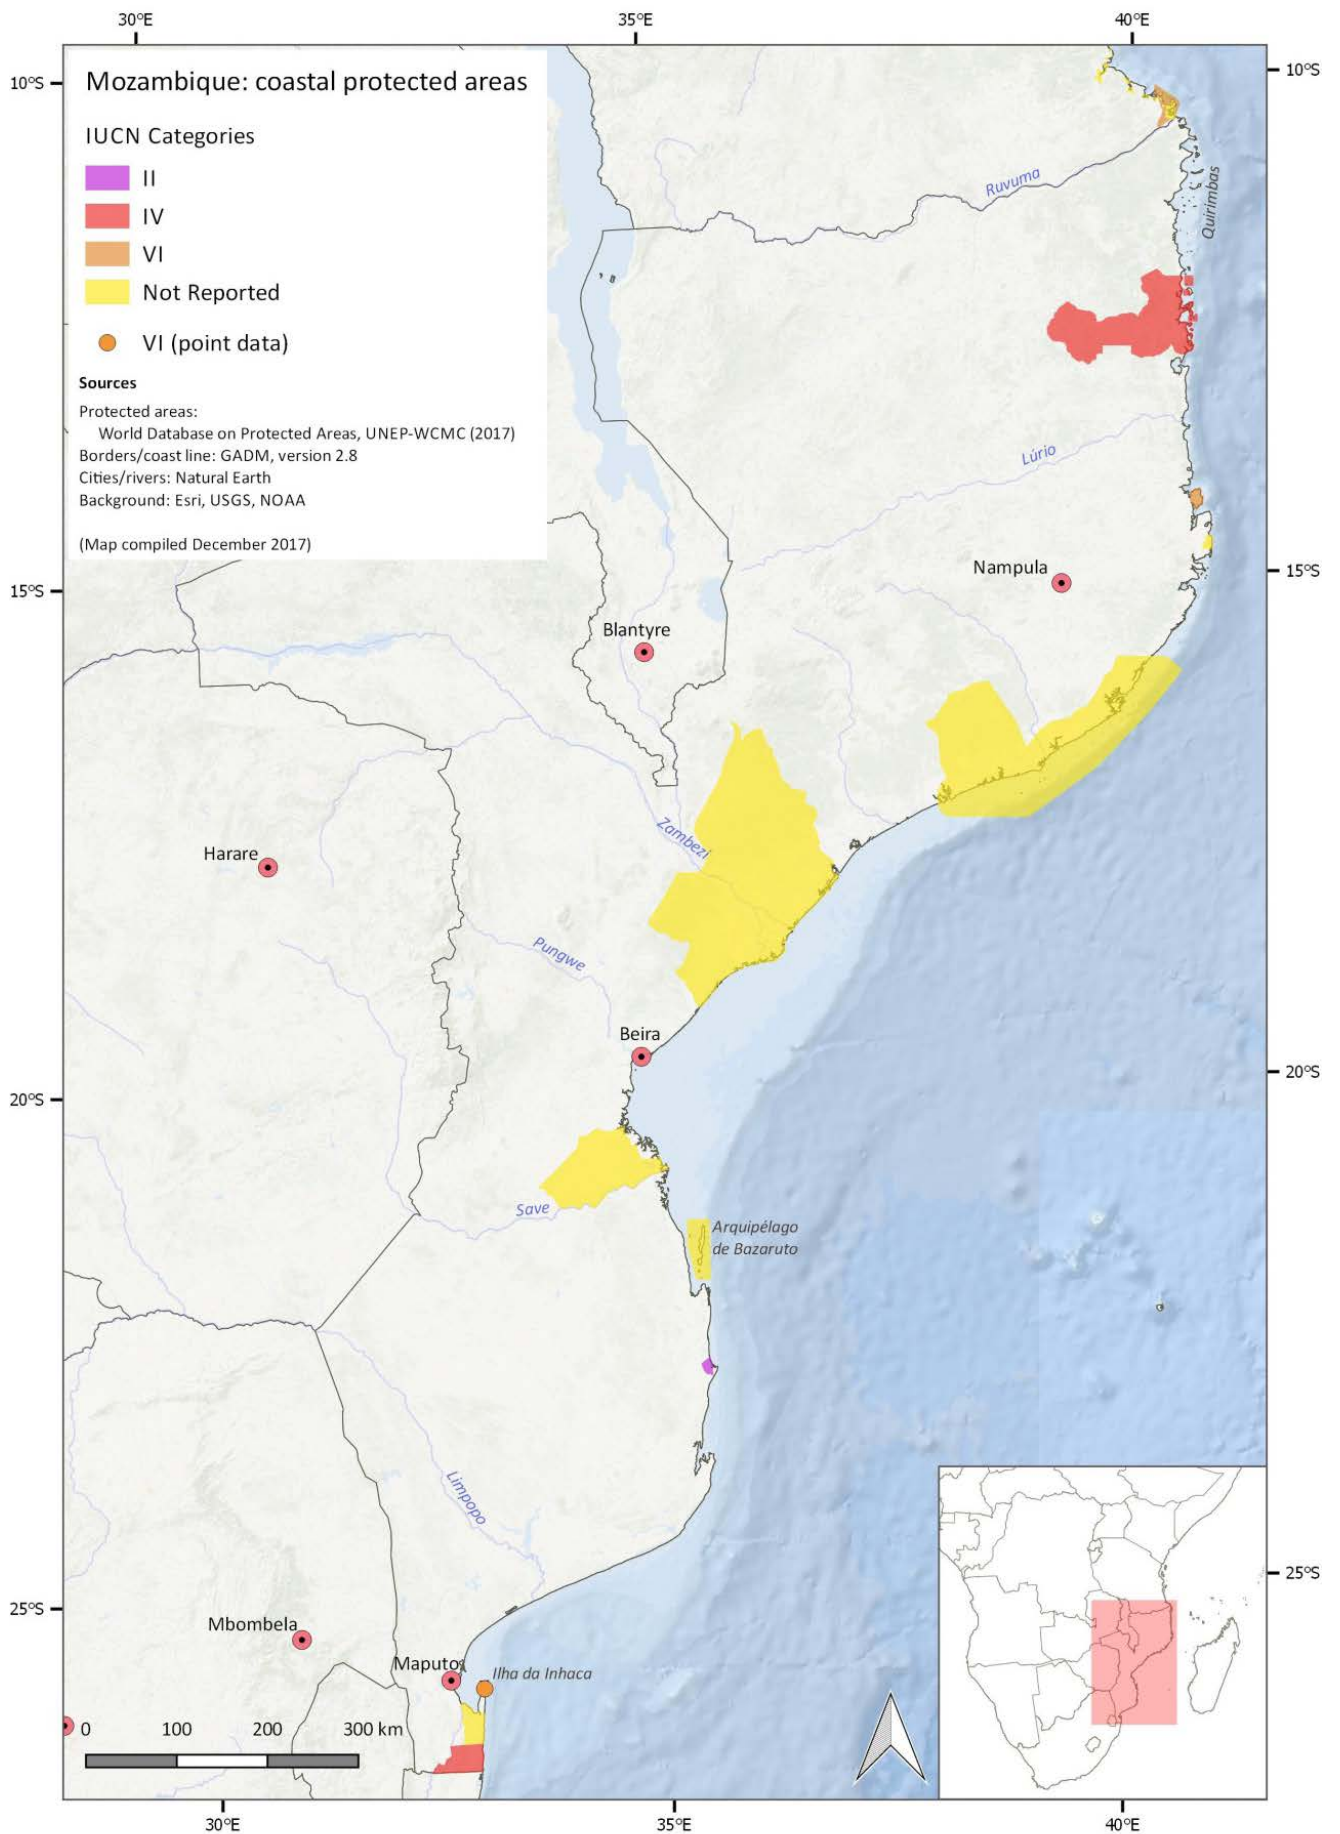 30°E 35°E 40°E
10°S 10°S
Mozambique: coastal protected areas
IUCN Categories
II
IV
VI
Not Reported
VI (point data)
Sources
Protected areas:
World Database on Protected Areas, UNEP-WCMC (2017)
Borders/coast line: GADM, version 2.8
Cities/rivers: Natural Earth
Background: Esri, USGS, NOAA
(Map compiled December 2017)
Ruvuma
Quirimbas
Lúrio
Nampula
15°S 15°S
Blantyre
Zambezi
Harare
Pungwe
Beira
20°S 20°S
Save
Arquipélago
de Bazaruto
Limpopo
25°S 25°S
Mbombela
Maputo
Ilha da Inhaca
0 100 200 300 km
30°E 35°E 40°E